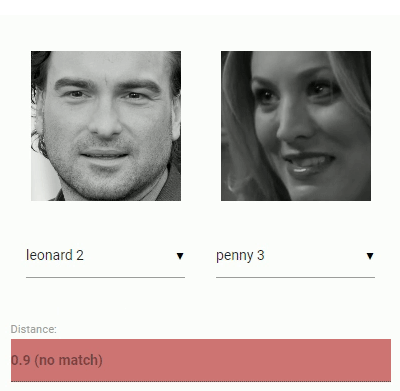 leonard 2 ▼
penny 3 ▼
Distance:
0.9 (no match)